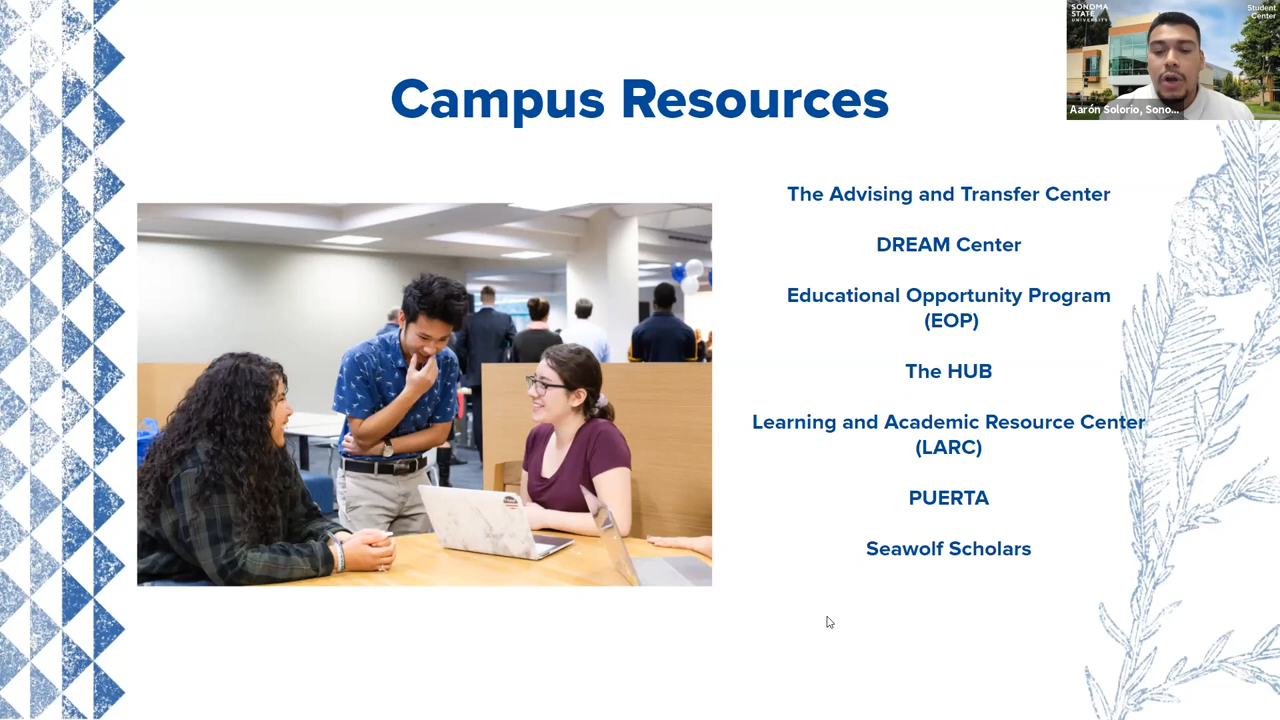 Campus Resources
SONOMA
STATE
UNIVERSITY
Student
Center
Aarón Solorio, Sono...
The Advising and Transfer Center
DREAM Center
Educational Opportunity Program
(EOP)
The HUB
Learning and Academic Resource Center
(LARC)
PUERTA
Seawolf Scholars